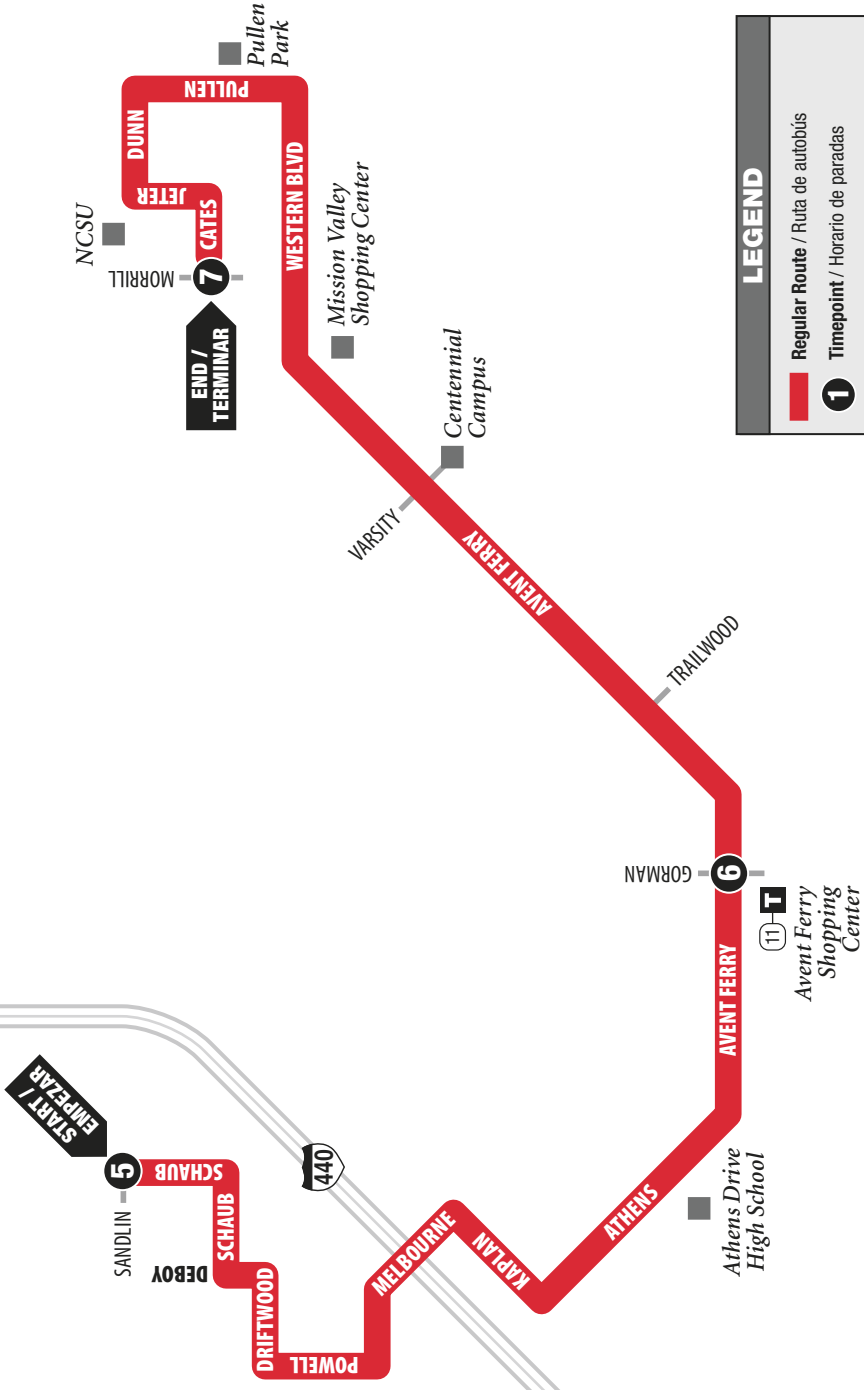 START /
EMPEZAR
5
SANDLIN
SCHAUB
SCHAUB
DEBOY
DRIFTWOOD
POWELL
MELBOURNE
440
KAPLAN
ATHENS
Athens Drive
High School
AVENT FERRY
GORMAN
6
11
T
Avent Ferry
Shopping
Center
TRAILWOOD
AVENT FERRY
VARSITY
Centennial
Campus
Mission Valley
Shopping Center
WESTERN BLVD
PULLEN
Pullen
Park
DUNN
JETER
CATES
NCSU
MORRILL
7
END /
TERMINAR
LEGEND
Regular Route / Ruta de autobús
1
Timepoint / Horario de paradas